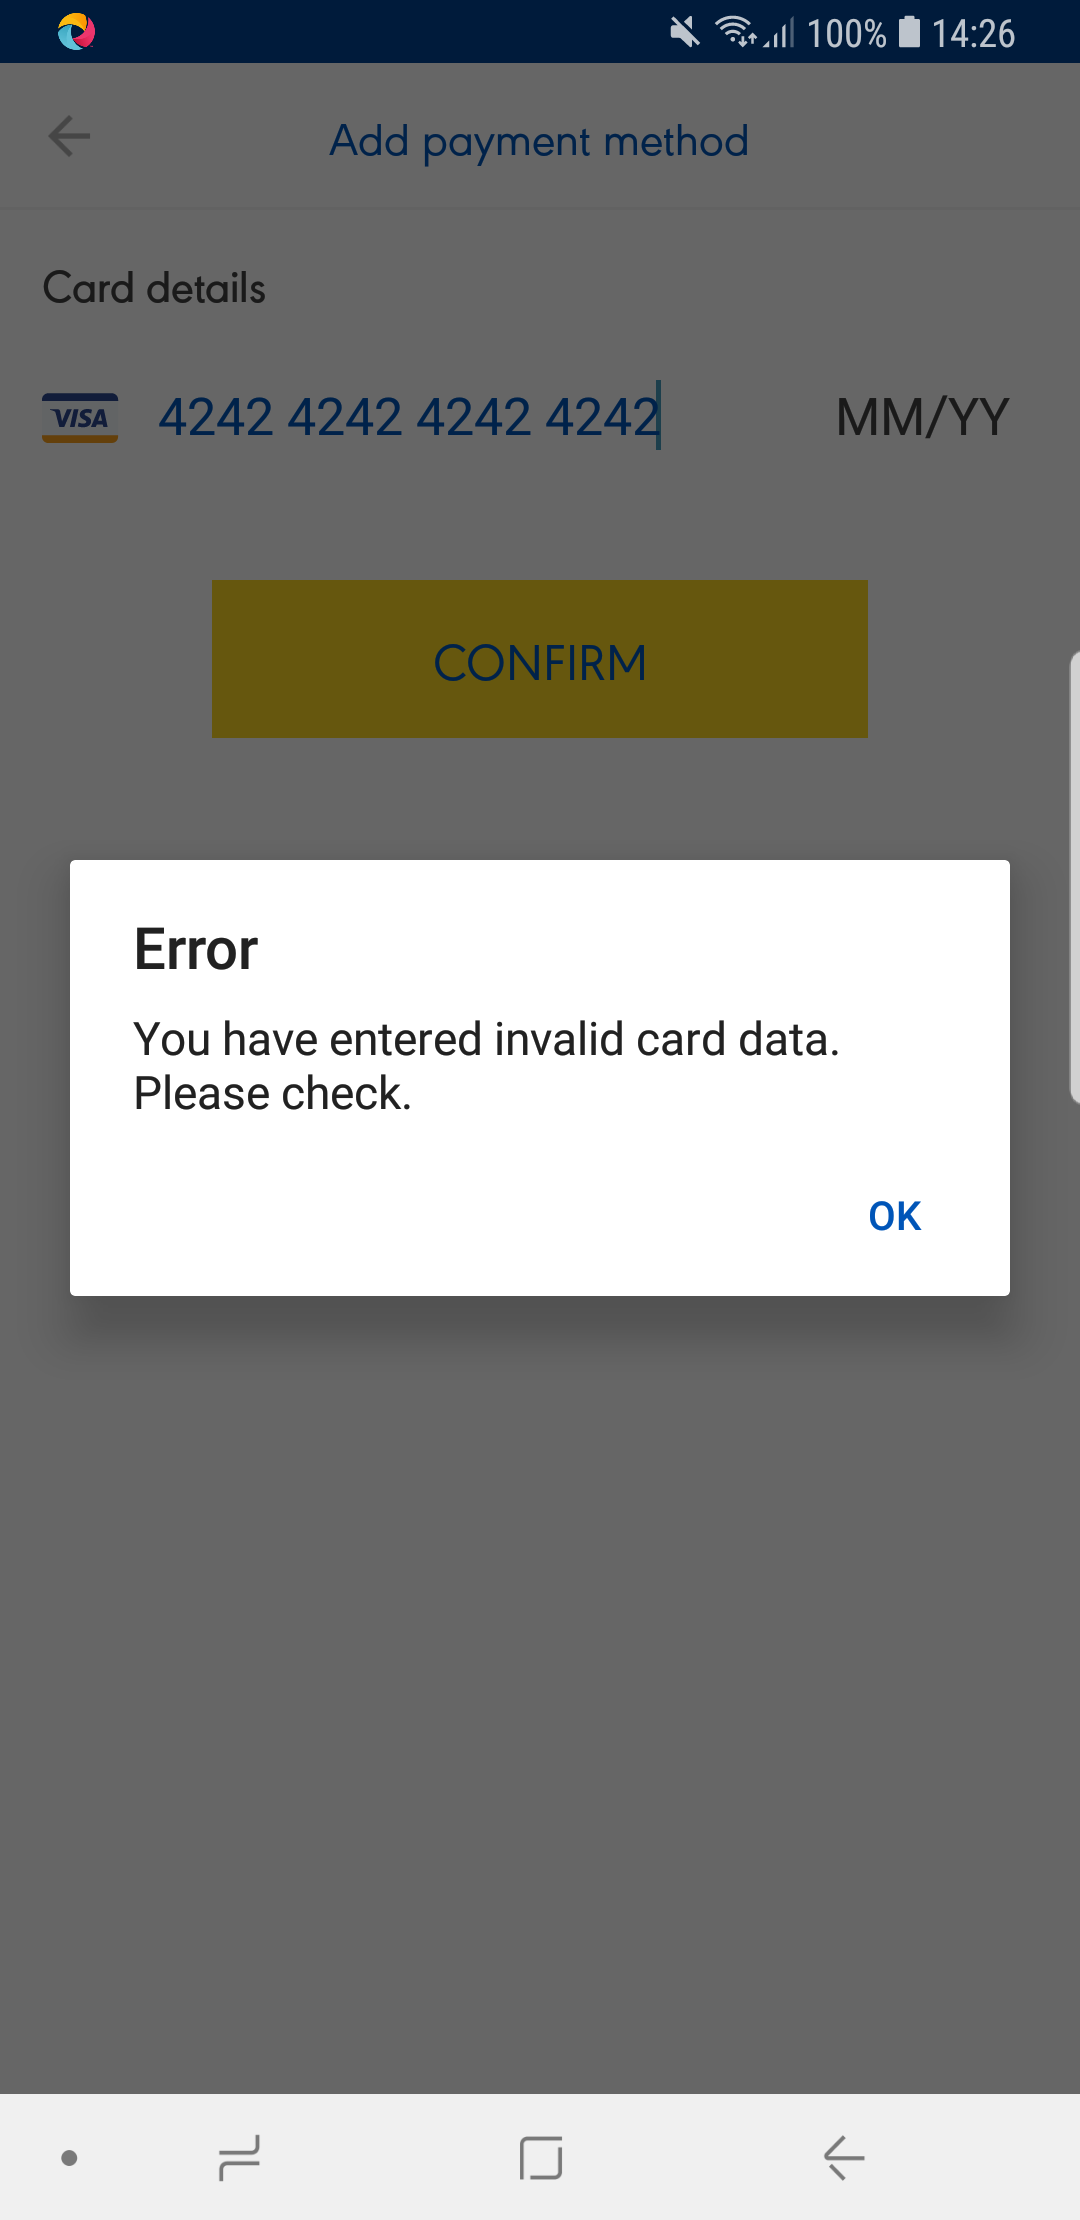 100% 14:26
Add payment method
Card details
VISA 4242 4242 4242 4242 MM/YY
CONFIRM
Error
You have entered invalid card data.
Please check.
OK